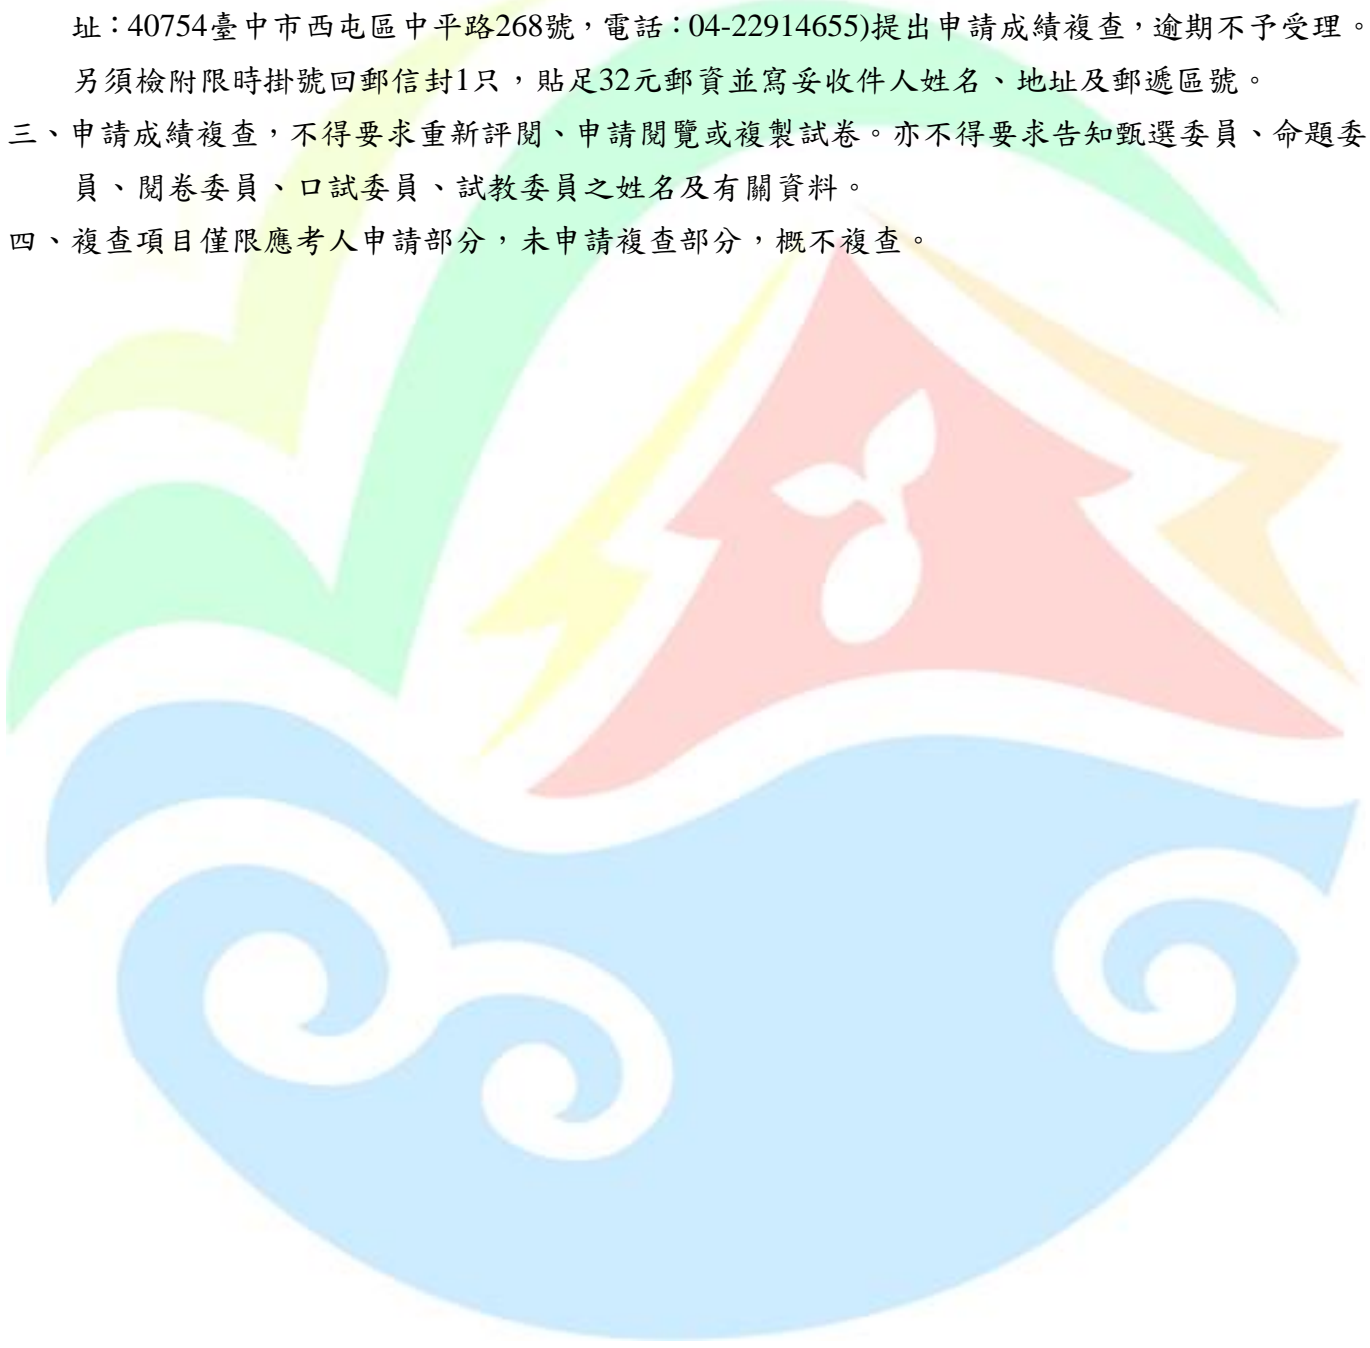 址：40754臺中市西屯區中平路268號，電話：04-22914655)提出申請成績複查，逾期不予受理。
另須檢附限時掛號回郵信封1只，貼足32元郵資並寫妥收件人姓名、地址及郵遞區號。
三、申請成績複查，不得要求重新評閱、申請閱覽或複製試卷。亦不得要求告知甄選委員、命題委
員、閱卷委員、口試委員、試教委員之姓名及有關資料。
四、複查項目僅限應考人申請部分，未申請複查部分，概不複查。